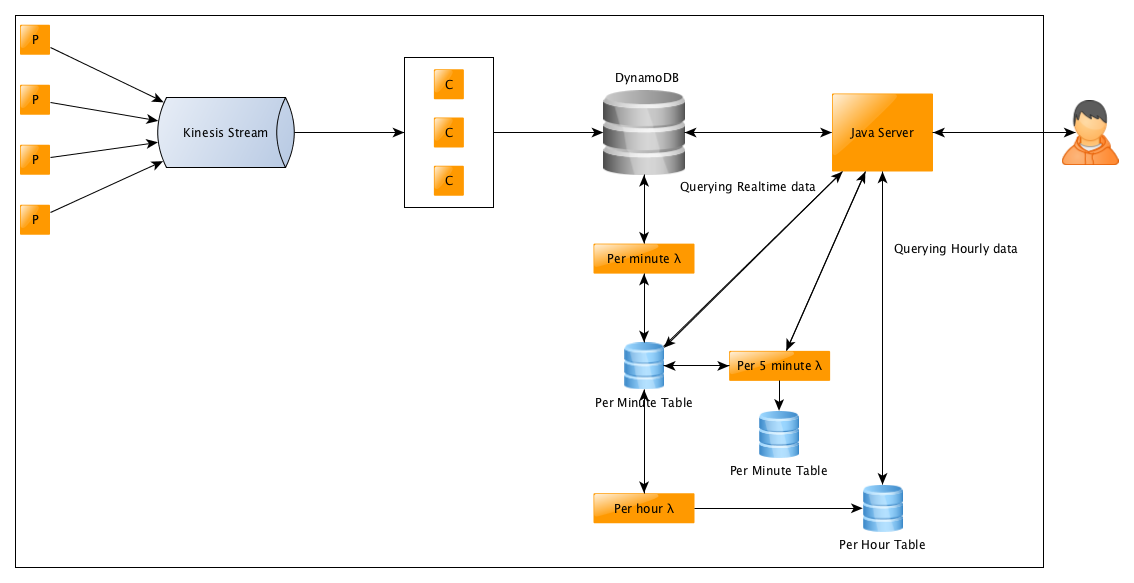 P
P
P
P
Kinesis Stream
C
C
C
DynamoDB
Java Server
Querying Realtime data
Per minute λ
Querying Hourly data
Per 5 minute λ
Per Minute Table
Per Minute Table
Per hour λ
Per Hour Table